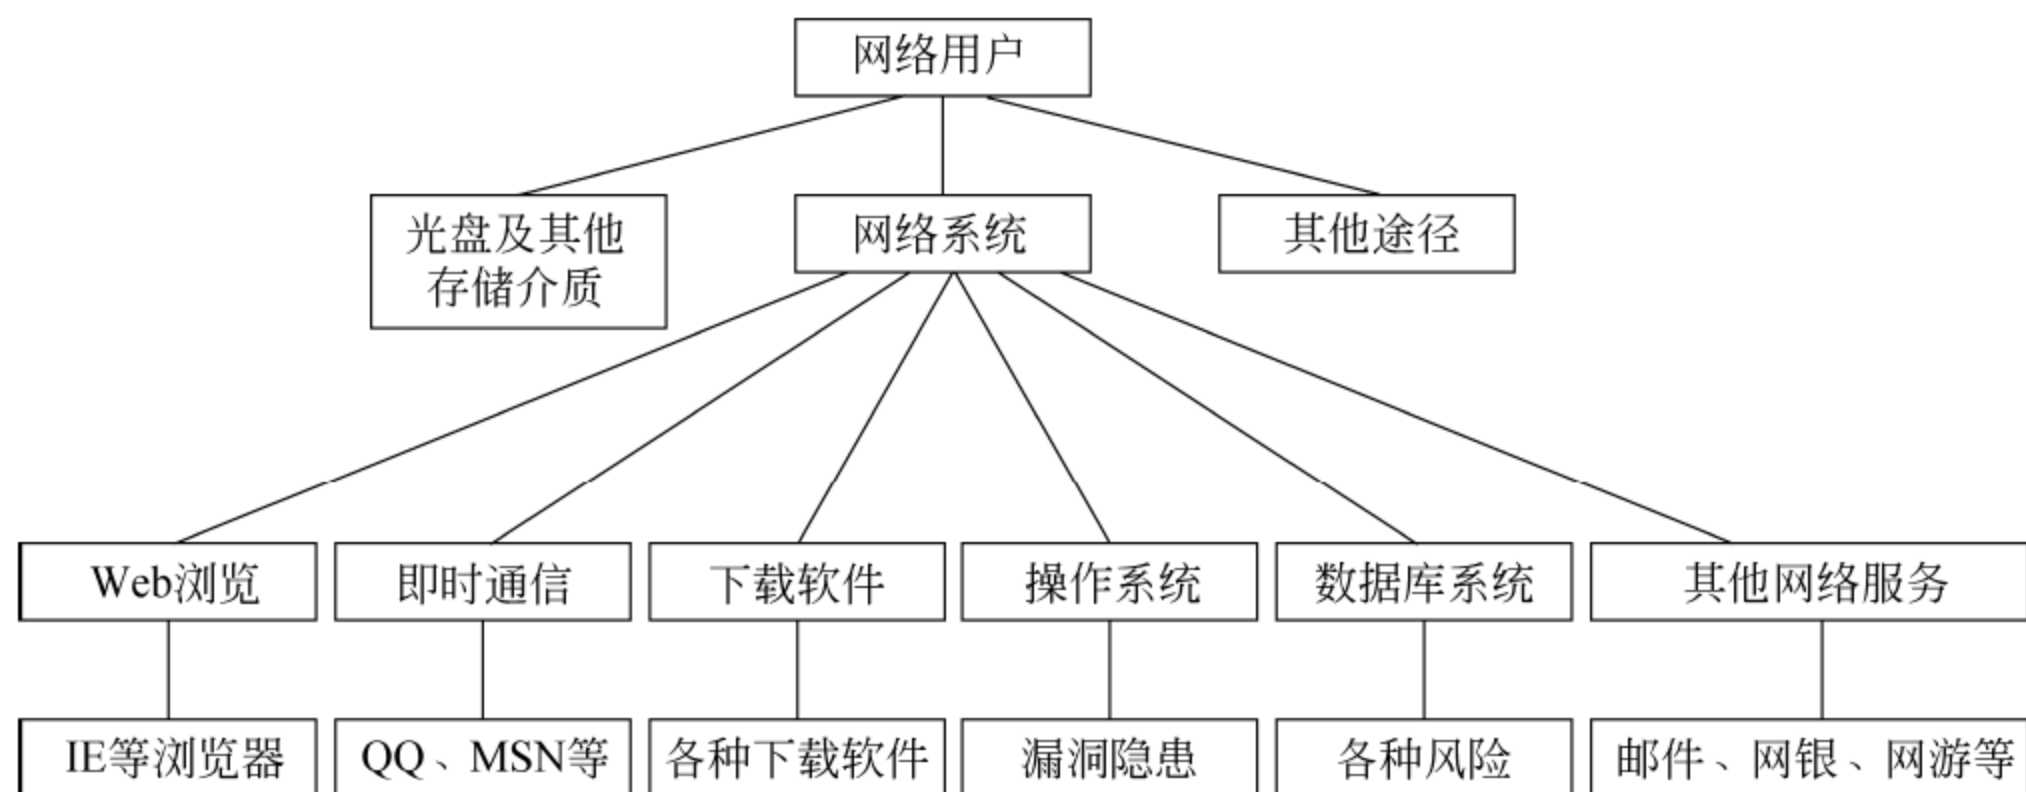 网络用户
光盘及其他
存储介质
网络系统
其他途径
Web浏览
即时通信
下载软件
操作系统
数据库系统
其他网络服务
IE等浏览器
QQ、MSN等
各种下载软件
漏洞隐患
各种风险
邮件、网银、网游等